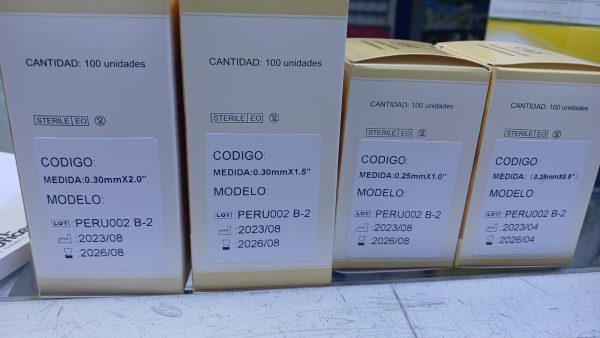 CANTIDAD: 100 unidades
STERILE EO
CODIGO:
MEDIDA:0.30mmX2.0"
MODELO:
LOT :PERU002 B-2
:2023/08
:2026/08
CANTIDAD: 100 unidades
STERILE EO
CODIGO:
MEDIDA:0.30mmX1.5"
MODELO:
LOT :PERU002 B-2
:2023/08
:2026/08
CANTIDAD: 100 unidades
STERILE EO
CODIGO:
MEDIDA:0.25mmX1.0"
MODELO:
LOT :PERU002 B-2
:2023/08
:2026/08
CANTIDAD: 100 unidades
STERILE EO
CODIGO:
MEDIDA: (0.25mmX0.5")
MODELO:
LOT :PERU002 B-2
:2023/04
:2026/04